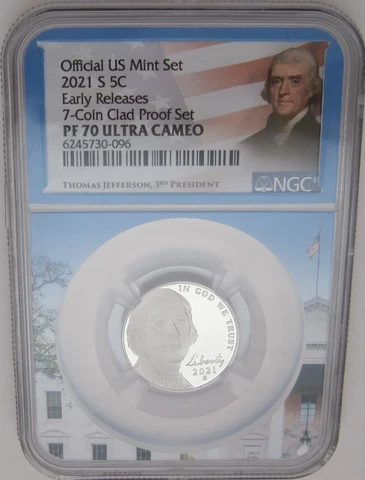 Official US Mint Set
2021 S 5C
Early Releases
7-Coin Clad Proof Set
PF 70 ULTRA CAMEO
6245730-096
THOMAS JEFFERSON, 3RD PRESIDENT
NGC
IN GOD WE TRUST
Liberty
2021
S